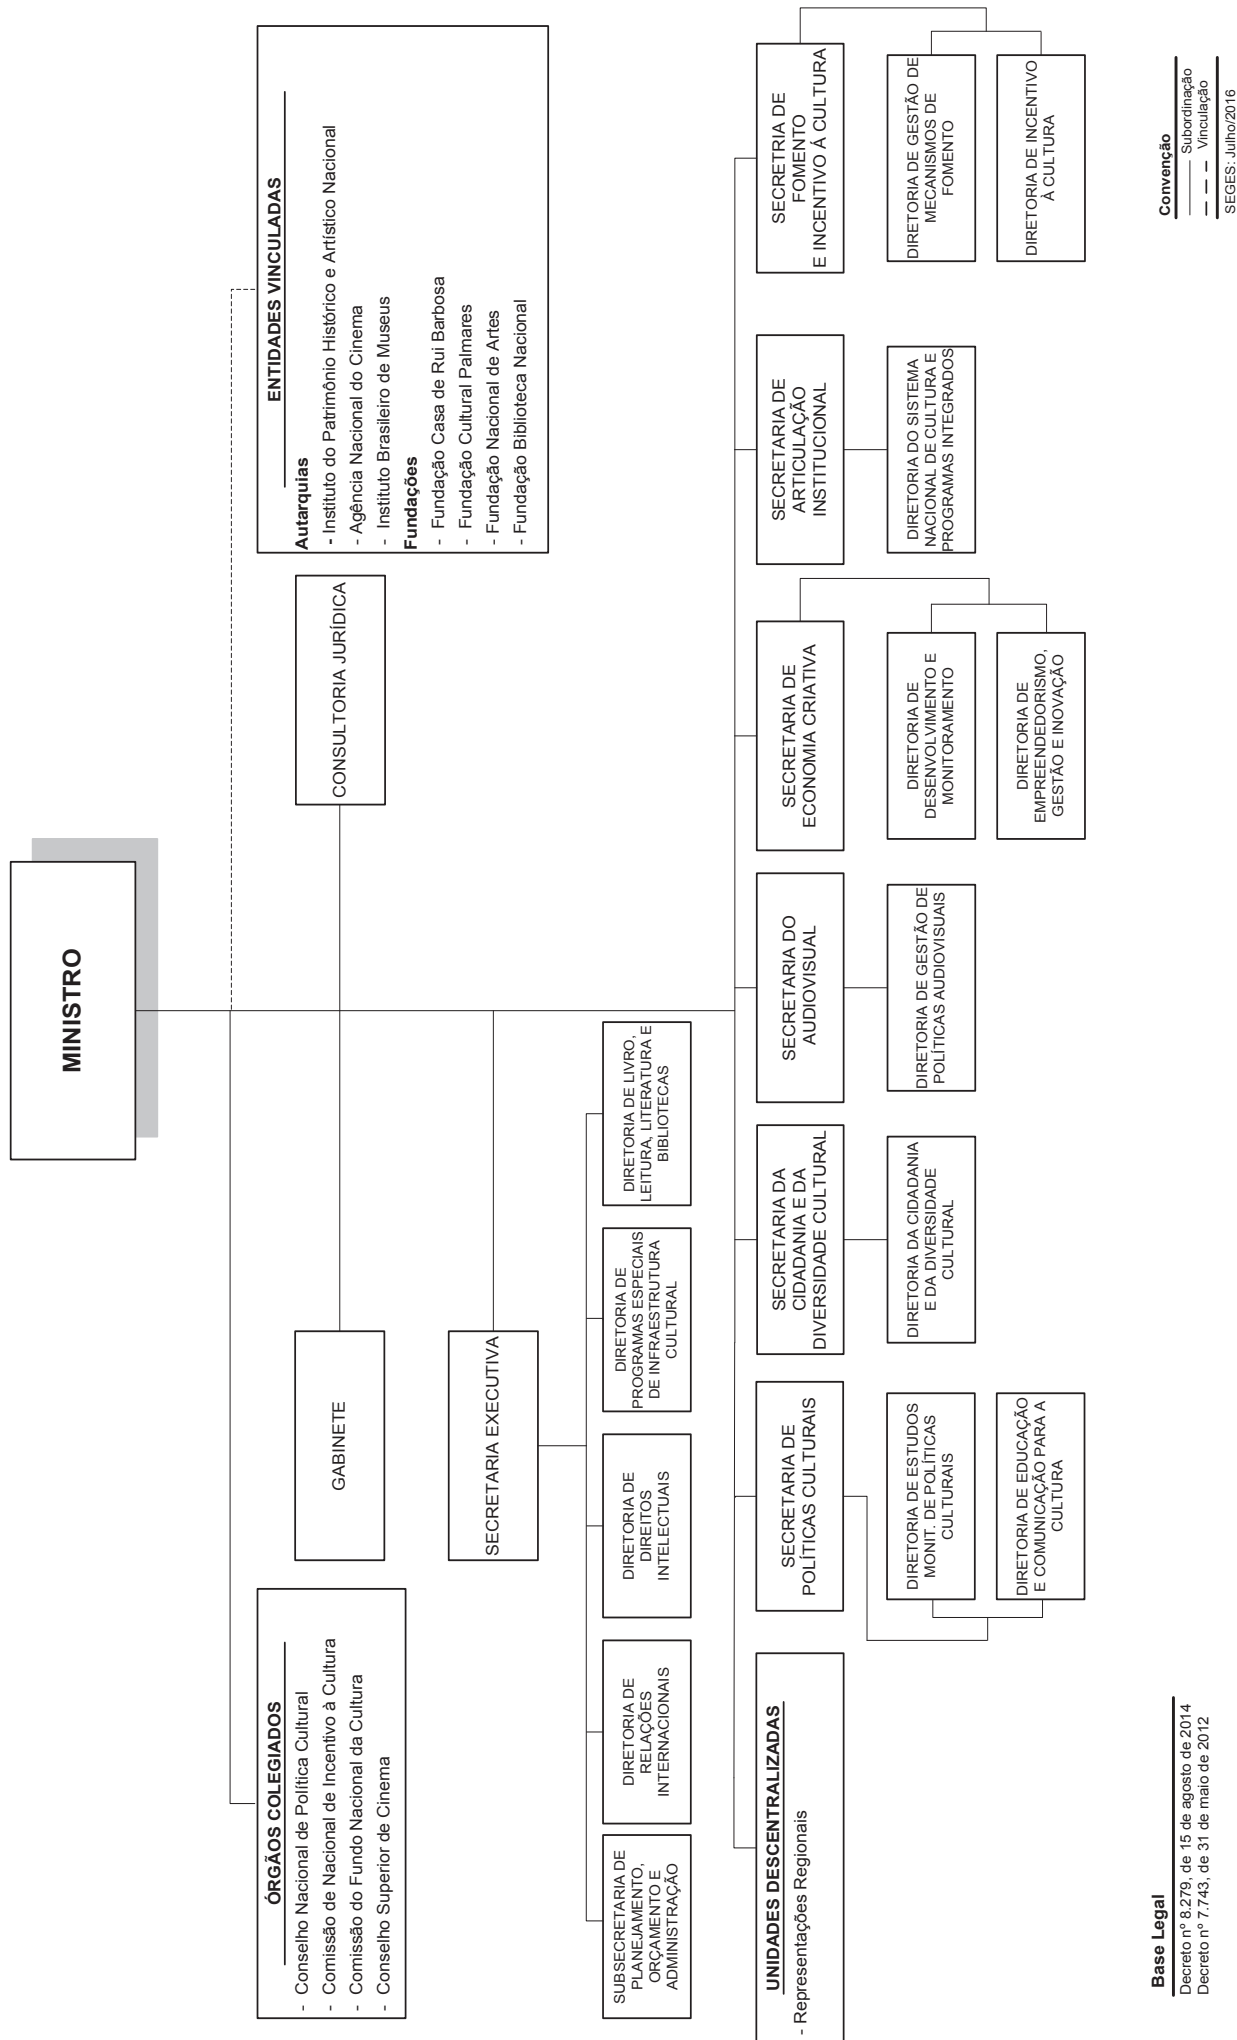 MINISTRO
ÓRGÃOS COLEGIADOS
- Conselho Nacional de Política Cultural
- Comissão de Nacional de Incentivo à Cultura
- Comissão do Fundo Nacional da Cultura
- Conselho Superior de Cinema
GABINETE
CONSULTORIA JURÍDICA
ENTIDADES VINCULADAS
Autarquias
- Instituto do Patrimônio Histórico e Artístico Nacional
- Agência Nacional do Cinema
- Instituto Brasileiro de Museus
Fundações
- Fundação Casa de Rui Barbosa
- Fundação Cultural Palmares
- Fundação Nacional de Artes
- Fundação Biblioteca Nacional
SECRETARIA EXECUTIVA
SUBSECRETARIA DE
PLANEJAMENTO,
ORÇAMENTO E
ADMINISTRAÇÃO
DIRETORIA DE
RELAÇÕES
INTERNACIONAIS
DIRETORIA DE
DIREITOS
INTELECTUAIS
DIRETORIA DE
PROGRAMAS ESPECIAIS
DE INFRAESTRUTURA
CULTURAL
DIRETORIA DE LIVRO,
LEITURA, LITERATURA E
BIBLIOTECAS
UNIDADES DESCENTRALIZADAS
- Representações Regionais
SECRETARIA DE
POLÍTICAS CULTURAIS
DIRETORIA DE ESTUDOS
MONIT. DE POLÍTICAS
CULTURAIS
DIRETORIA DE EDUCAÇÃO
E COMUNICAÇÃO PARA A
CULTURA
SECRETARIA DA
CIDADANIA E DA
DIVERSIDADE CULTURAL
DIRETORIA DA CIDADANIA
E DA DIVERSIDADE
CULTURAL
SECRETARIA DO
AUDIOVISUAL
DIRETORIA DE GESTÃO DE
POLÍTICAS AUDIOVISUAIS
SECRETARIA DE
ECONOMIA CRIATIVA
DIRETORIA DE
DESENVOLVIMENTO E
MONITORAMENTO
DIRETORIA DE
EMPREENDEDORISMO,
GESTÃO E INOVAÇÃO
SECRETARIA DE
ARTICULAÇÃO
INSTITUCIONAL
DIRETORIA DO SISTEMA
NACIONAL DE CULTURA E
PROGRAMAS INTEGRADOS
SECRETRIA DE
FOMENTO
E INCENTIVO Á CULTURA
DIRETORIA DE GESTÃO DE
MECANISMOS DE
FOMENTO
DIRETORIA DE INCENTIVO
À CULTURA
Base Legal
Decreto nº 8.279, de 15 de agosto de 2014
Decreto nº 7.743, de 31 de maio de 2012
Convenção
Subordinação
Vinculação
SEGES: Julho/2016